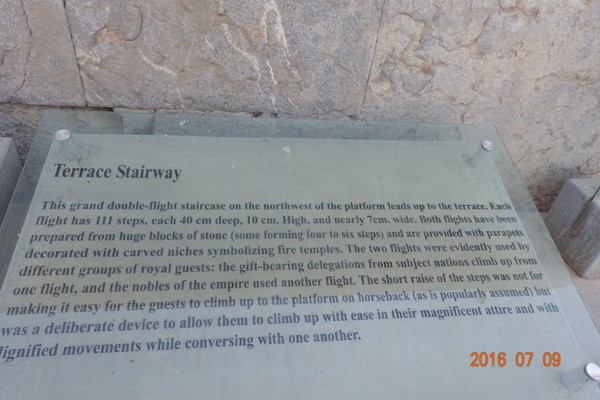 Terrace Stairway
This grand double-flight staircase on the northwest of the platform leads up to the terrace. Each
flight has 111 steps, each 40 cm deep, 10 cm. High, and nearly 7cm. wide. Both flights have been
prepared from huge blocks of stone (some forming four to six steps) and are provided with parapets
decorated with carved niches symbolizing fire temples. The two flights were evidently used by
different groups of royal guests: the gift-bearing delegations from subject nations climb up from
one flight, and the nobles of the empire used another flight. The short raise of the steps was not for
making it easy for the guests to climb up to the platform on horseback (as is popularly assumed) but
was a deliberate device to allow them to climb up with ease in their magnificent attire and with
dignified movements while conversing with one another.
2016 07 09